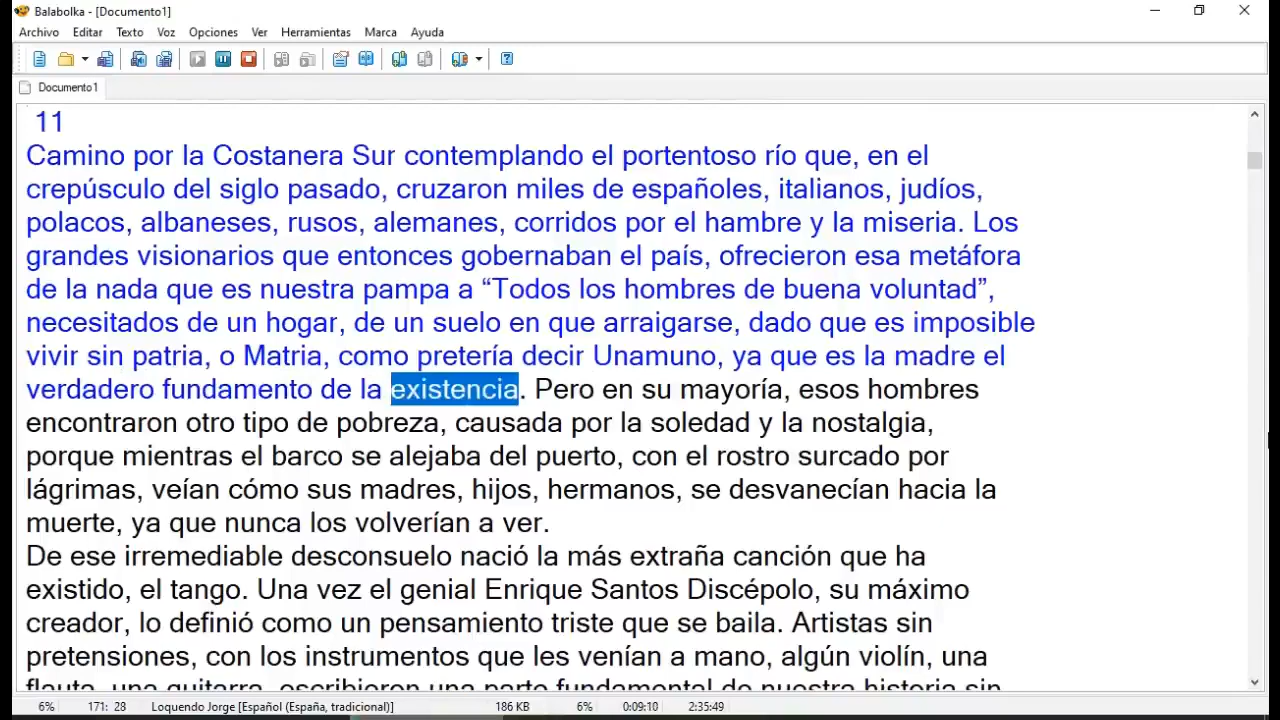 Balabolka - [Documento1]
Archivo Editar Texto Voz Opciones Ver Herramientas Marca Ayuda
Documento1
11
Camino por la Costanera Sur contemplando el portentoso río que, en el
crepúsculo del siglo pasado, cruzaron miles de españoles, italianos, judíos,
polacos, albaneses, rusos, alemanes, corridos por el hambre y la miseria. Los
grandes visionarios que entonces gobernaban el país, ofrecieron esa metáfora
de la nada que es nuestra pampa a “Todos los hombres de buena voluntad”,
necesitados de un hogar, de un suelo en que arraigarse, dado que es imposible
vivir sin patria, o Matria, como pretería decir Unamuno, ya que es la madre el
verdadero fundamento de la existencia. Pero en su mayoría, esos hombres
encontraron otro tipo de pobreza, causada por la soledad y la nostalgia,
porque mientras el barco se alejaba del puerto, con el rostro surcado por
lágrimas, veían cómo sus madres, hijos, hermanos, se desvanecían hacia la
muerte, ya que nunca los volverían a ver.
De ese irremediable desconsuelo nació la más extraña canción que ha
existido, el tango. Una vez el genial Enrique Santos Discépolo, su máximo
creador, lo definió como un pensamiento triste que se baila. Artistas sin
pretensiones, con los instrumentos que les venían a mano, algún violín, una
flauta, una guitarra, escribieron una parte fundamental de nuestra historia sin
6% 171: 28 Loquendo Jorge [Español (España, tradicional)] 186 KB 6% 0:09:10 2:35:49